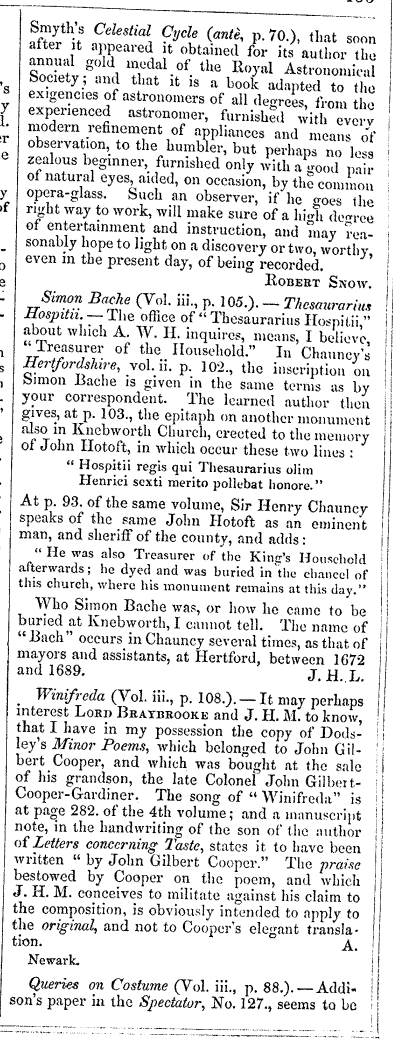 Smyth's Celestial Cycle (antè, p. 70.), that soon
after it appeared it obtained for its author the
annual gold medal of the Royal Astronomical
Society; and that it is a book adapted to the
exigencies of astronomers of all degrees, from the
experienced astronomer, furnished with every
modern refinement of appliances and means of
observation, to the humbler, but perhaps no less
zealous beginner, furnished only with a good pair
of natural eyes, aided, on occasion, by the common
opera-glass. Such an observer, if he goes the
right way to work, will make sure of a high degree
of entertainment and instruction, and may rea-
sonably hope to light on a discovery or two, worthy,
even in the present day, of being recorded.
ROBERT SNOW.
Simon Bache (Vol. iii., p. 105.). — Thesaurarius
Hospitii. — The office of "Thesaurarius Hospitii,"
about which A. W. H. inquires, means, I believe,
"Treasurer of the Household." In Chauncy's
Hertfordshire, vol. ii. p. 102., the inscription on
Simon Bache is given in the same terms as by
your correspondent. The learned author then
gives, at p. 103., the epitaph on another monument
also in Knebworth Church, erected to the memory
of John Hotoft, in which occur these two lines:
"Hospitii regis qui Thesaurarius olim
Henrici sexti merito pollebat honore."
At p. 93. of the same volume, Sir Henry Chauncy
speaks of the same John Hotoft as an eminent
man, and sheriff of the county, and adds:
"He was also Treasurer of the King's Household
afterwards; he dyed and was buried in the chancel of
this church, where his monument remains at this day."
Who Simon Bache was, or how he came to be
buried at Knebworth, I cannot tell. The name of
"Bach" occurs in Chauncy several times, as that of
mayors and assistants, at Hertford, between 1672
and 1689. J. H. L.
Winifreda (Vol. iii., p. 108.). — It may perhaps
interest LORD BRAYBROOKE and J. H. M. to know,
that I have in my possession the copy of Dods-
ley's Minor Poems, which belonged to John Gil-
bert Cooper, and which was bought at the sale
of his grandson, the late Colonel John Gilbert-
Cooper-Gardiner. The song of "Winifreda" is
at page 282. of the 4th volume; and a manuscript
note, in the handwriting of the son of the author
of Letters concerning Taste, states it to have been
written "by John Gilbert Cooper." The praise
bestowed by Cooper on the poem, and which
J. H. M. conceives to militate against his claim to
the composition, is obviously intended to apply to
the original, and not to Cooper's elegant transla-
tion. A.
Newark.
Queries on Costume (Vol. iii., p. 88.). — Addi-
son's paper in the Spectator, No. 127., seems to be